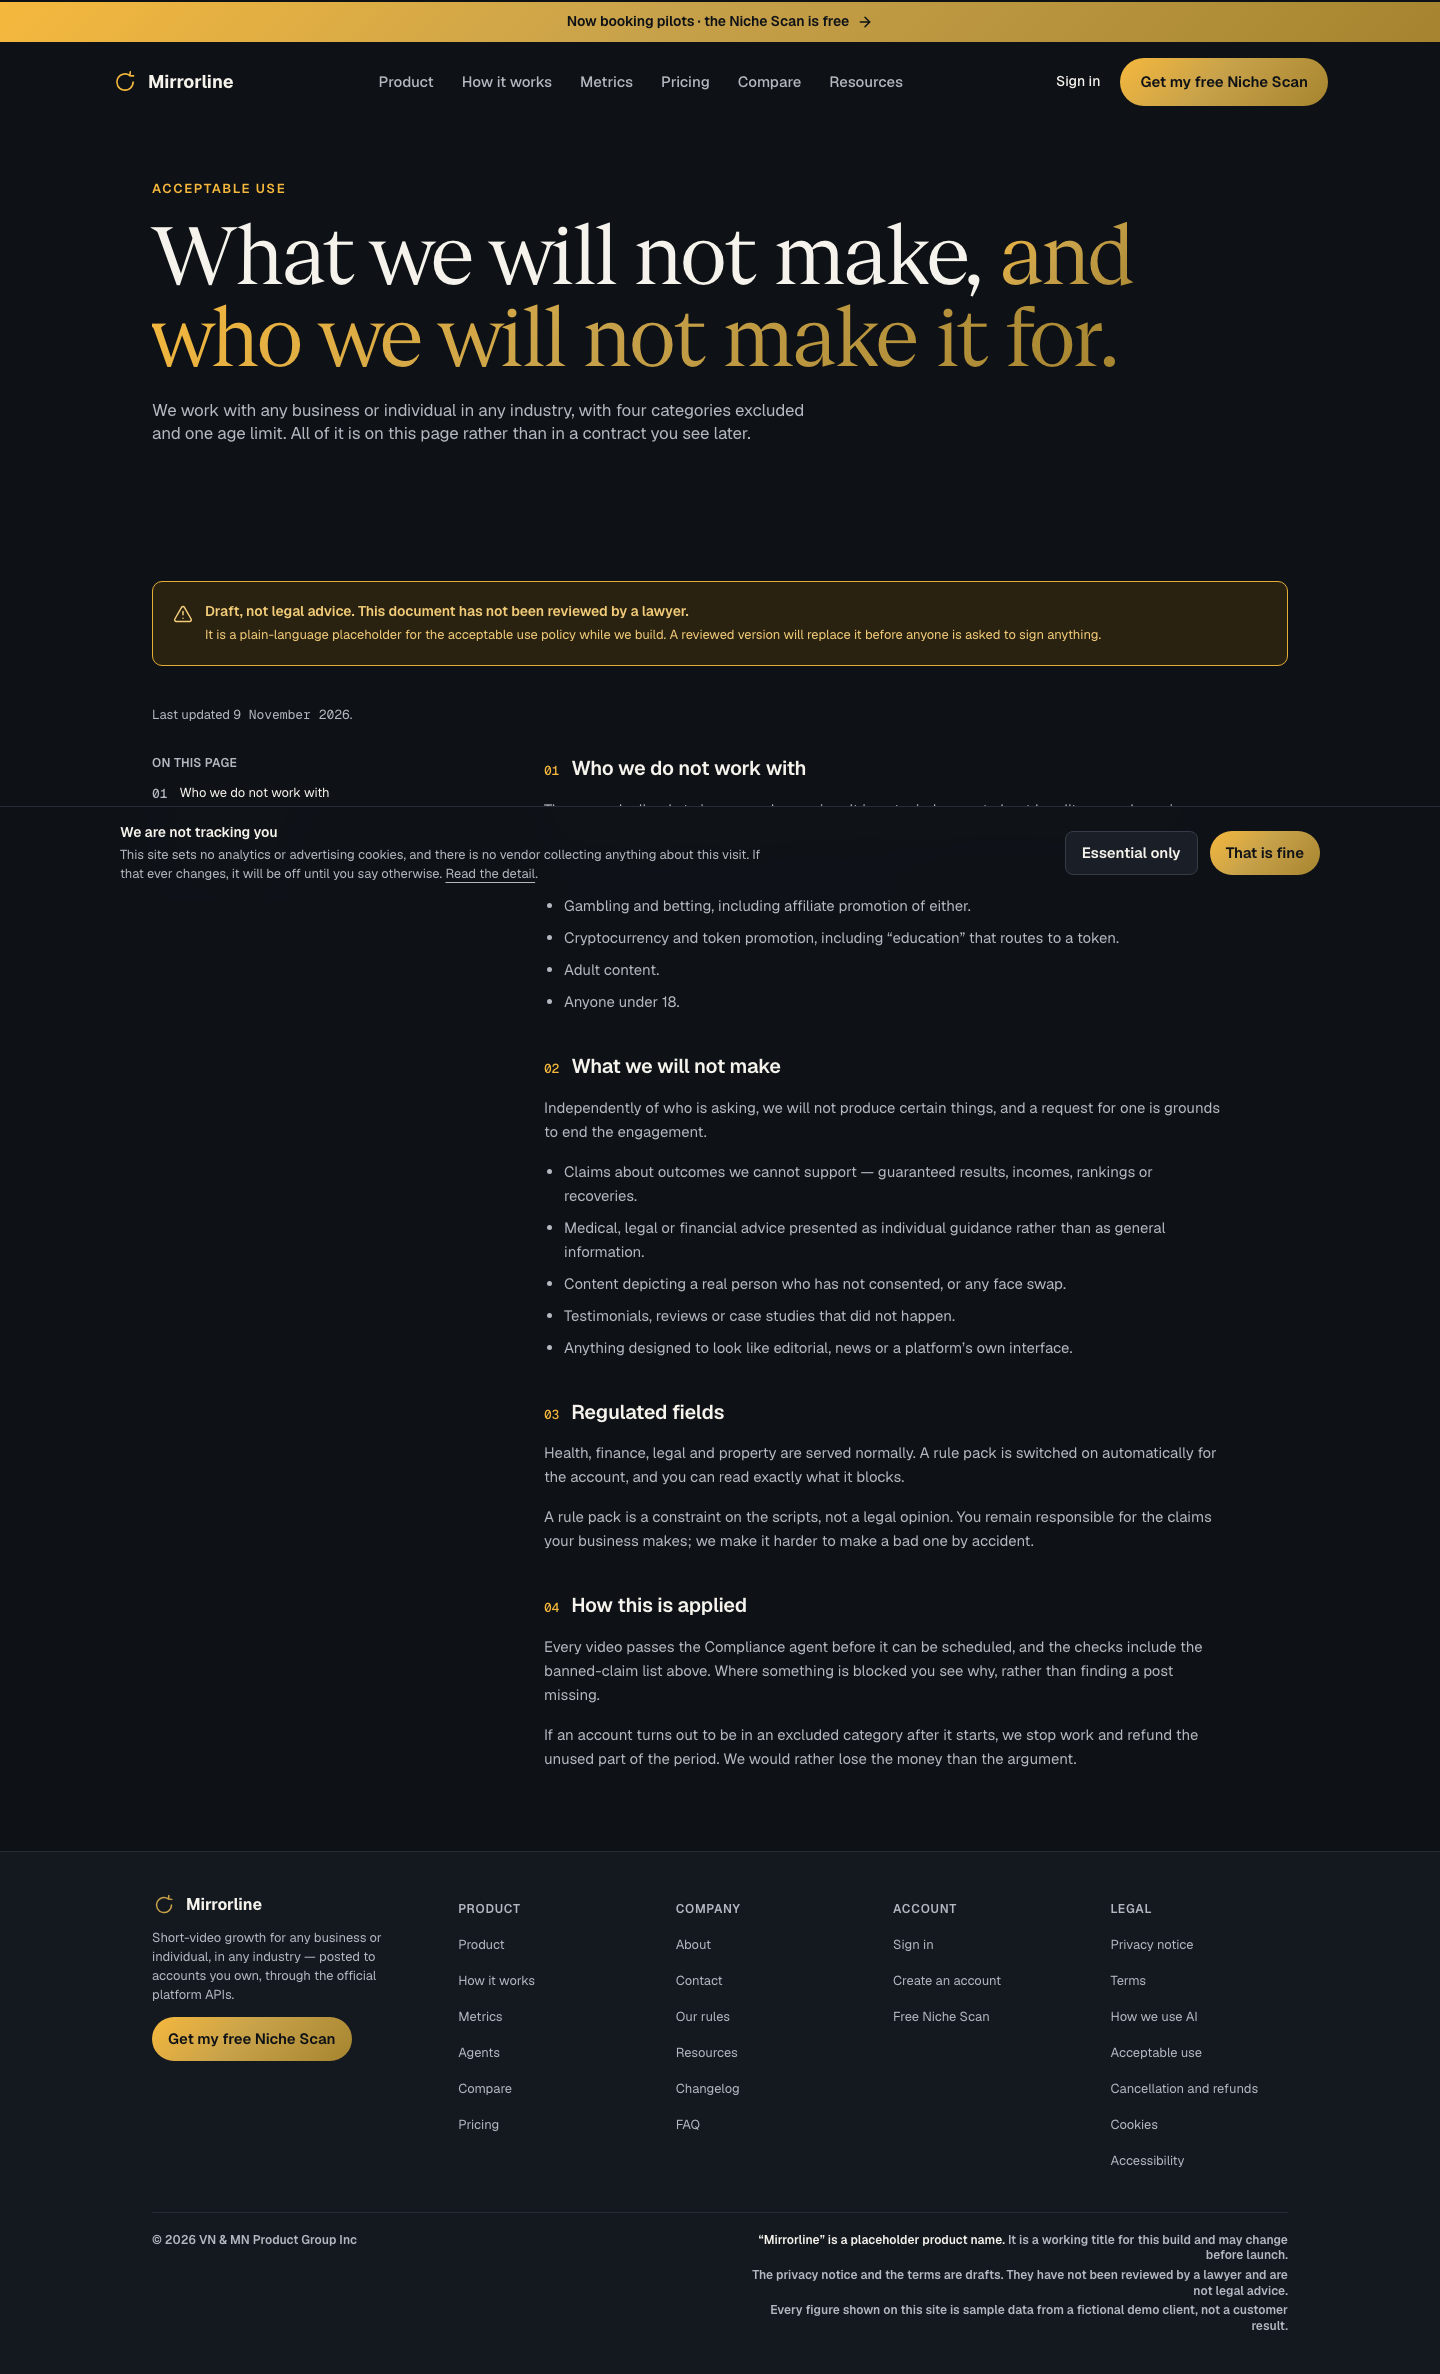 Now booking pilots · the Niche Scan is free →
Mirrorline
Product
How it works
Metrics
Pricing
Compare
Resources
Sign in
Get my free Niche Scan
ACCEPTABLE USE
What we will not make, and
who we will not make it for.
We work with any business or individual in any industry, with four categories excluded
and one age limit. All of it is on this page rather than in a contract you see later.
Draft, not legal advice. This document has not been reviewed by a lawyer.
It is a plain-language placeholder for the acceptable use policy while we build. A reviewed version will replace it before anyone is asked to sign anything.
Last updated 9 November 2026.
ON THIS PAGE
01 Who we do not work with
01 Who we do not work with
We are not tracking you
This site sets no analytics or advertising cookies, and there is no vendor collecting anything about this visit. If
that ever changes, it will be off until you say otherwise. Read the detail.
Essential only
That is fine
• Gambling and betting, including affiliate promotion of either.
• Cryptocurrency and token promotion, including “education” that routes to a token.
• Adult content.
• Anyone under 18.
02 What we will not make
Independently of who is asking, we will not produce certain things, and a request for one is grounds
to end the engagement.
• Claims about outcomes we cannot support — guaranteed results, incomes, rankings or
recoveries.
• Medical, legal or financial advice presented as individual guidance rather than as general
information.
• Content depicting a real person who has not consented, or any face swap.
• Testimonials, reviews or case studies that did not happen.
• Anything designed to look like editorial, news or a platform’s own interface.
03 Regulated fields
Health, finance, legal and property are served normally. A rule pack is switched on automatically for
the account, and you can read exactly what it blocks.
A rule pack is a constraint on the scripts, not a legal opinion. You remain responsible for the claims
your business makes; we make it harder to make a bad one by accident.
04 How this is applied
Every video passes the Compliance agent before it can be scheduled, and the checks include the
banned-claim list above. Where something is blocked you see why, rather than finding a post
missing.
If an account turns out to be in an excluded category after it starts, we stop work and refund the
unused part of the period. We would rather lose the money than the argument.
Mirrorline
Short-video growth for any business or
individual, in any industry — posted to
accounts you own, through the official
platform APIs.
Get my free Niche Scan
PRODUCT
Product
How it works
Metrics
Agents
Compare
Pricing
COMPANY
About
Contact
Our rules
Resources
Changelog
FAQ
ACCOUNT
Sign in
Create an account
Free Niche Scan
LEGAL
Privacy notice
Terms
How we use AI
Acceptable use
Cancellation and refunds
Cookies
Accessibility
© 2026 VN & MN Product Group Inc
“Mirrorline” is a placeholder product name. It is a working title for this build and may change
before launch.
The privacy notice and the terms are drafts. They have not been reviewed by a lawyer and are
not legal advice.
Every figure shown on this site is sample data from a fictional demo client, not a customer
result.